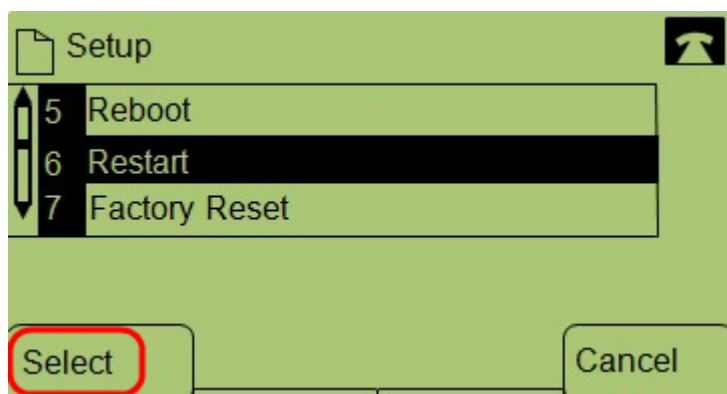 Setup
5 Reboot
6 Restart
7 Factory Reset
Select Cancel